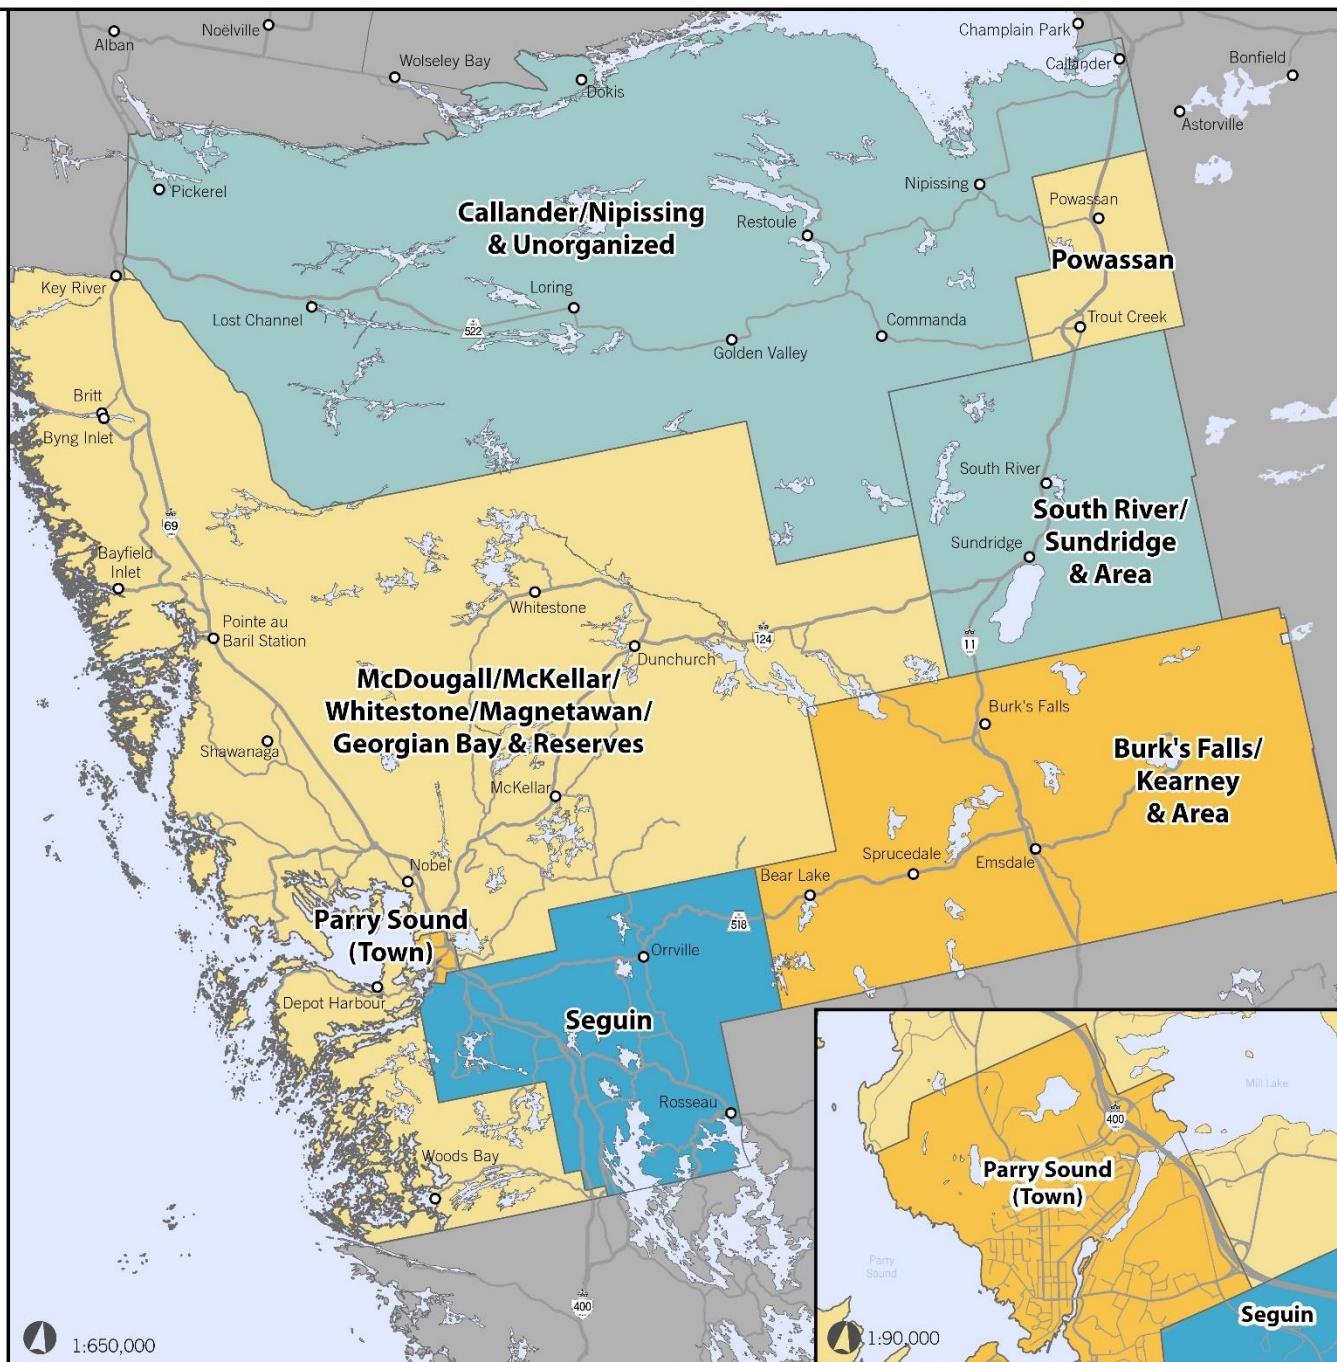 Alban
Noëlville
Wolseley Bay
Dokis
Champlain Park
Callander
Bonfield
Astorville
Pickerel
Nipissing
Callander/Nipissing
& Unorganized
Restoule
Powassan
Powassan
Key River
Lost Channel
Loring
522
Golden Valley
Commanda
Trout Creek
Britt
Byng Inlet
69
South River
South River/
Sundridge
& Area
Sundridge
Bayfield
Inlet
Whitestone
Pointe au
Baril Station
Dunchurch
124
11
McDougall/McKellar/
Whitestone/Magnetawan/
Georgian Bay & Reserves
Shawanaga
McKellar
Burk's Falls
Burk's Falls/
Kearney
& Area
Nobel
Sprucedale
Emsdale
Bear Lake
518
Parry Sound
(Town)
Orrville
Depot Harbour
Seguin
Rosseau
Woods Bay
400
1:650,000
Mill Lake
400
Parry Sound
(Town)
Parry
Sound
Seguin
1:90,000